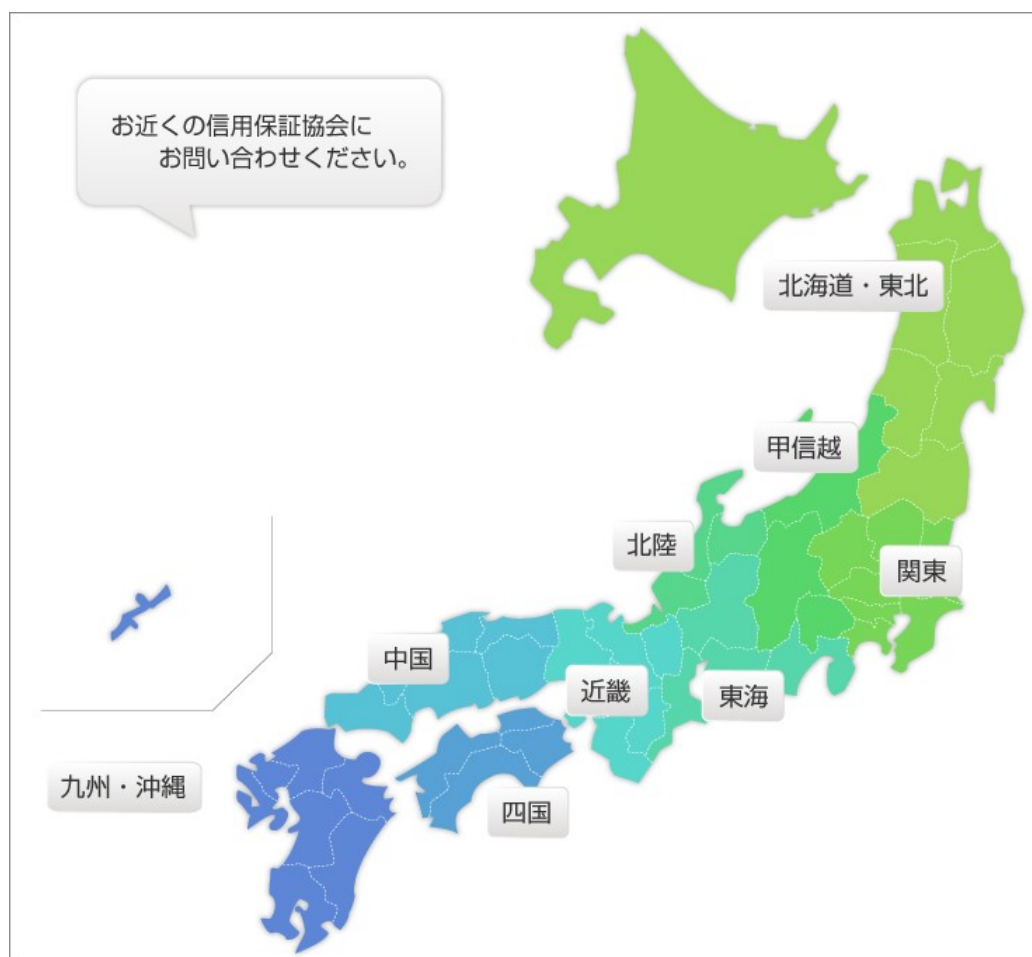 お近くの信用保証協会に
お問い合わせください。
北海道・東北
甲信越
北陸
関東
中国
近畿
東海
九州・沖縄
四国